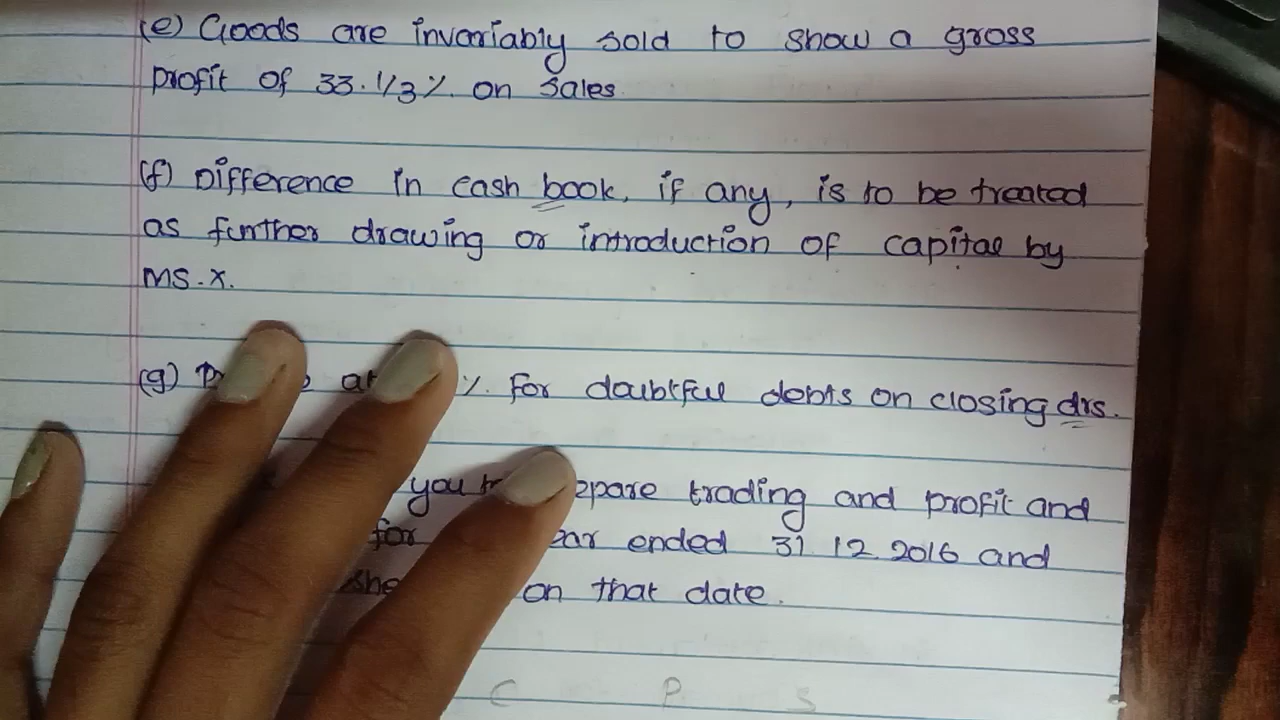 (e) Goods are invariably sold to show a gross
profit of 33.1/3% on sales
(f) Difference in cash book, if any, is to be treated
as further drawing or introduction of capital by
MS.X.
(g) % for doubtful debts on closing drs.
you trading and profit and
for ended 31.12.2016 and
on that date.
C P S